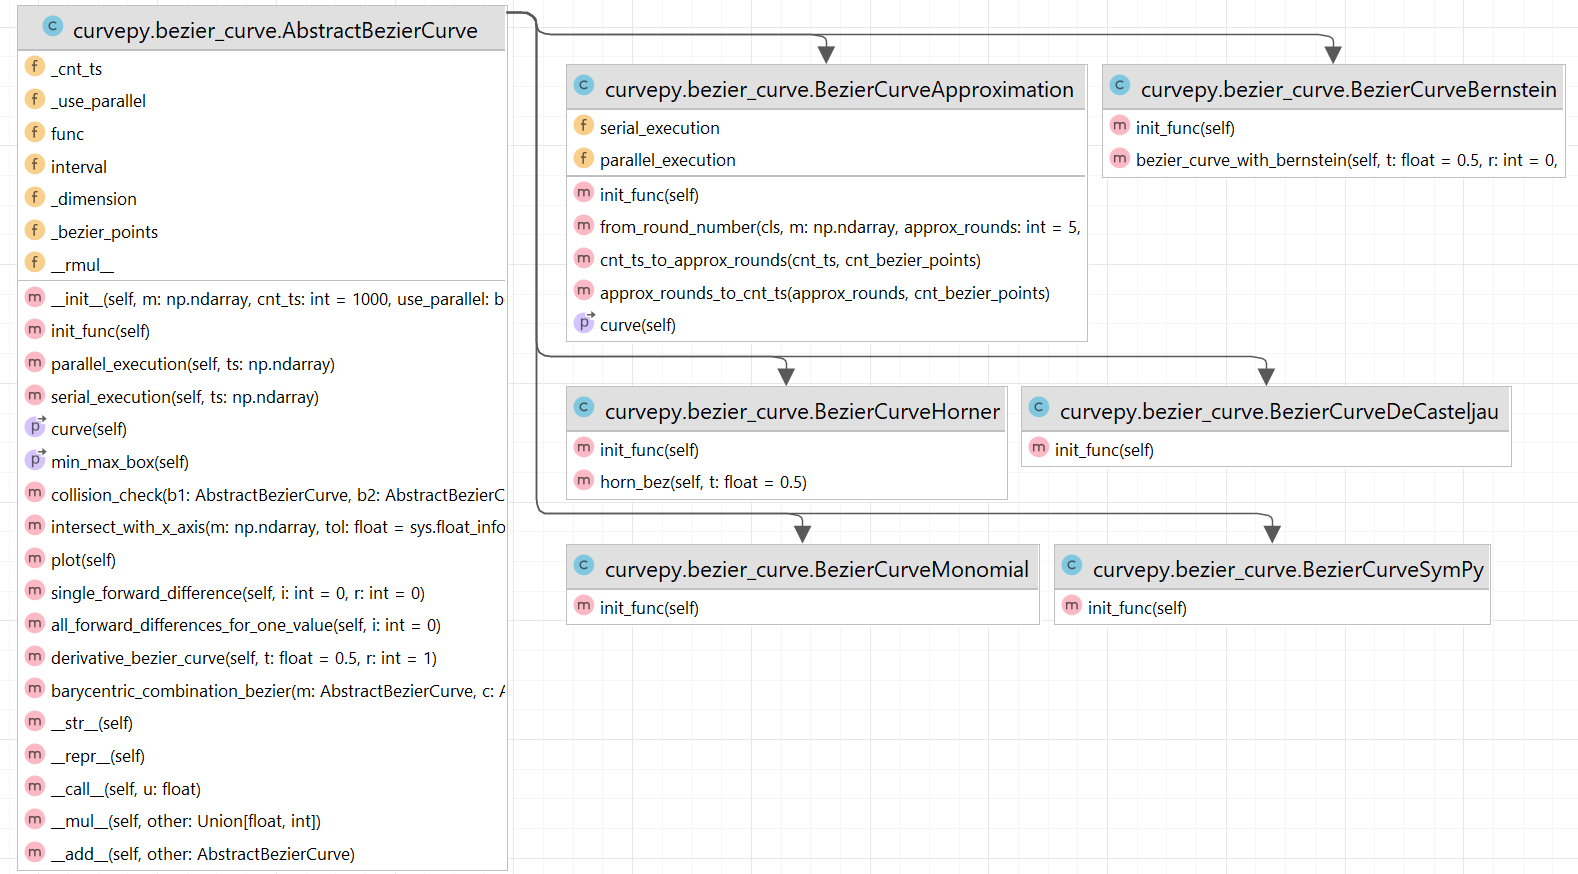 curvepy.bezier_curve.AbstractBezierCurve
_cnt_ts
_use_parallel
func
interval
_dimension
_bezier_points
__rmul__
__init__(self, m: np.ndarray, cnt_ts: int = 1000, use_parallel: b
init_func(self)
parallel_execution(self, ts: np.ndarray)
serial_execution(self, ts: np.ndarray)
curve(self)
min_max_box(self)
collision_check(b1: AbstractBezierCurve, b2: AbstractBezierC
intersect_with_x_axis(m: np.ndarray, tol: float = sys.float_info
plot(self)
single_forward_difference(self, i: int = 0, r: int = 0)
all_forward_differences_for_one_value(self, i: int = 0)
derivative_bezier_curve(self, t: float = 0.5, r: int = 1)
barycentric_combination_bezier(m: AbstractBezierCurve, c: A
__str__(self)
__repr__(self)
__call__(self, u: float)
__mul__(self, other: Union[float, int])
__add__(self, other: AbstractBezierCurve)
curvepy.bezier_curve.BezierCurveApproximation
serial_execution
parallel_execution
init_func(self)
from_round_number(cls, m: np.ndarray, approx_rounds: int = 5,
cnt_ts_to_approx_rounds(cnt_ts, cnt_bezier_points)
approx_rounds_to_cnt_ts(approx_rounds, cnt_bezier_points)
curve(self)
curvepy.bezier_curve.BezierCurveBernstein
init_func(self)
bezier_curve_with_bernstein(self, t: float = 0.5, r: int = 0,
curvepy.bezier_curve.BezierCurveHorner
init_func(self)
horn_bez(self, t: float = 0.5)
curvepy.bezier_curve.BezierCurveDeCasteljau
init_func(self)
curvepy.bezier_curve.BezierCurveMonomial
init_func(self)
curvepy.bezier_curve.BezierCurveSymPy
init_func(self)